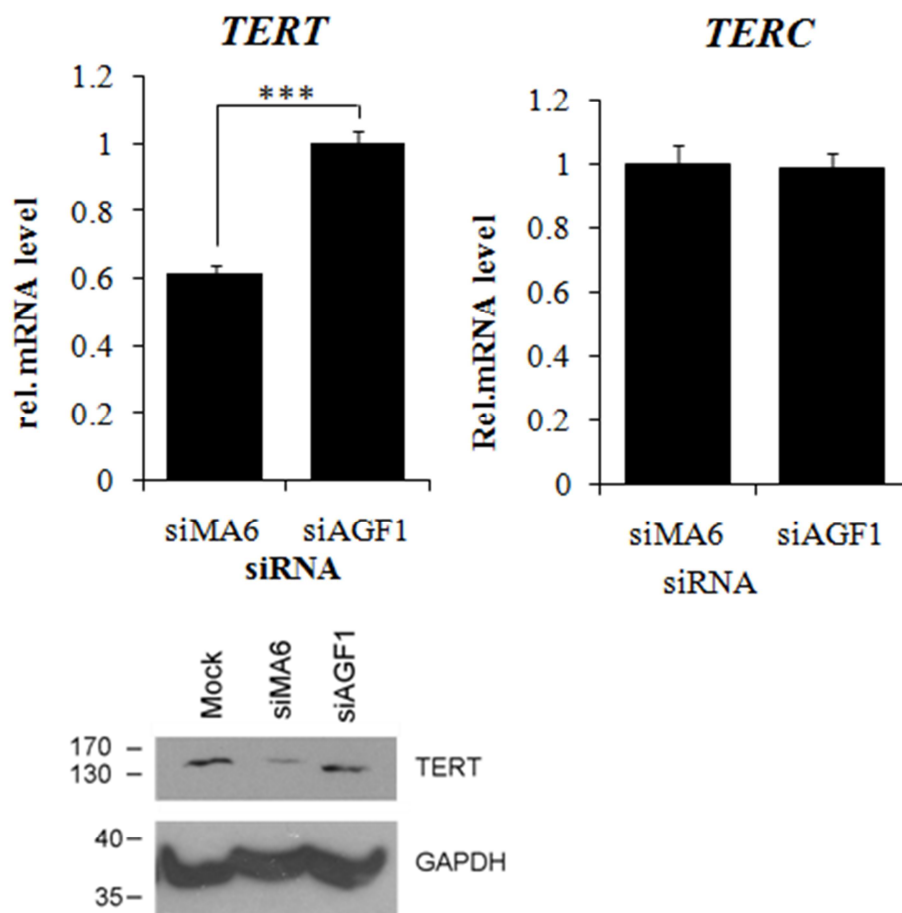 TERT
1.2
***
1
0.8
0.6
0.4
0.2
0
rel.mRNA level
siMA6 siAGF1
siRNA
TERC
1.2
1
0.8
0.6
0.4
0.2
0
Rel.mRNA level
siMA6 siAGF1
siRNA
Mock siMA6 siAGF1
170
130
TERT
40
35
GAPDH